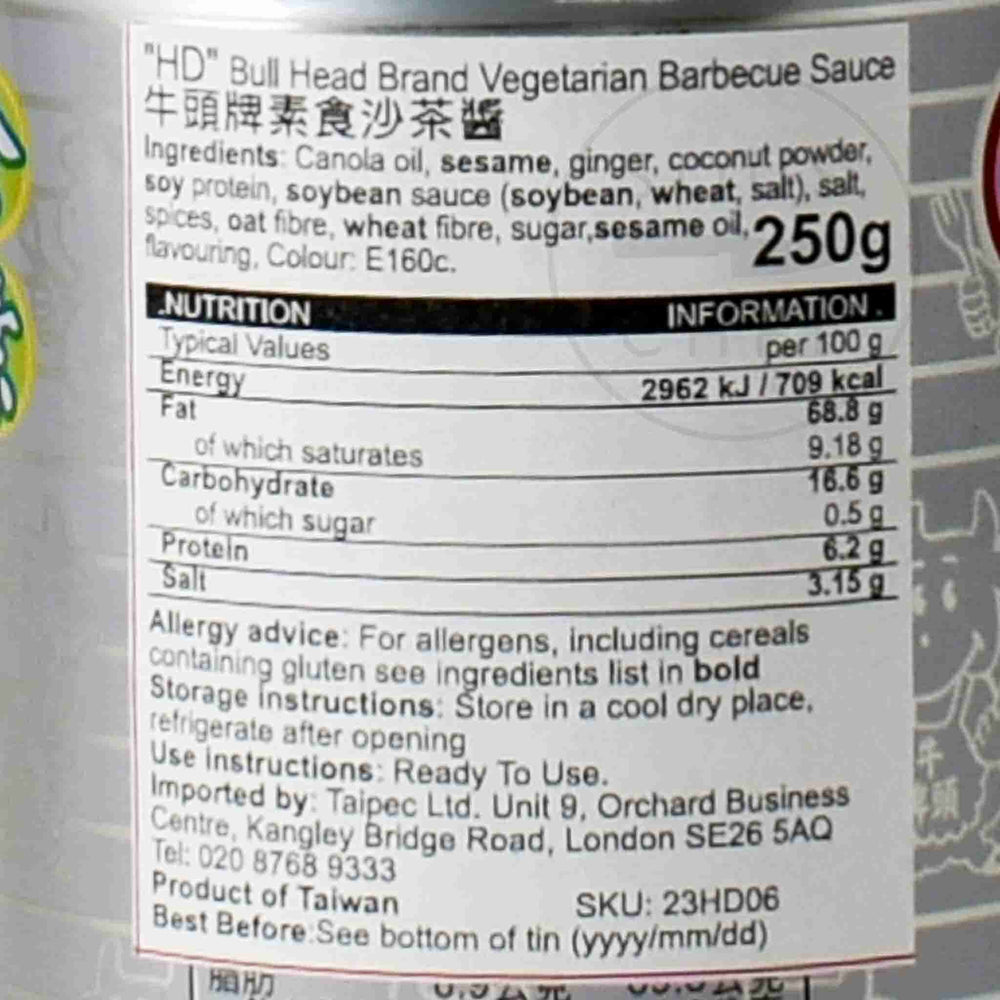 "HD" Bull Head Brand Vegetarian Barbecue Sauce
牛頭牌素食沙茶醬
Ingredients: Canola oil, sesame, ginger, coconut powder,
soy protein, soybean sauce (soybean, wheat, salt), salt,
spices, oat fibre, wheat fibre, sugar,sesame oil,
flavouring, Colour: E160c.
250g
NUTRITION INFORMATION
Typical Values per 100 g
Energy 2962 kJ / 709 kcal
Fat 68.8 g
of which saturates 9.18 g
Carbohydrate 16.6 g
of which sugar 0.5 g
Protein 6.2 g
Salt 3.15 g
Allergy advice: For allergens, including cereals
containing gluten see ingredients list in bold
Storage instructions: Store in a cool dry place,
refrigerate after opening
Use instructions: Ready To Use.
Imported by: Taipec Ltd. Unit 9, Orchard Business
Centre, Kangley Bridge Road, London SE26 5AQ
Tel: 020 8768 9333
Product of Taiwan SKU: 23HD06
Best Before:See bottom of tin (yyyy/mm/dd)
脂肪